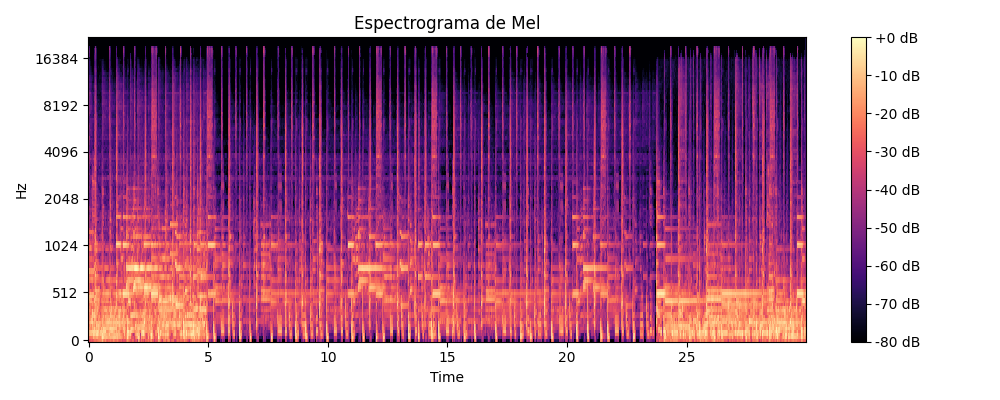 Espectrograma de Mel
Hz
16384
8192
4096
2048
1024
512
0
0 5 10 15 20 25
Time
+0 dB
-10 dB
-20 dB
-30 dB
-40 dB
-50 dB
-60 dB
-70 dB
-80 dB